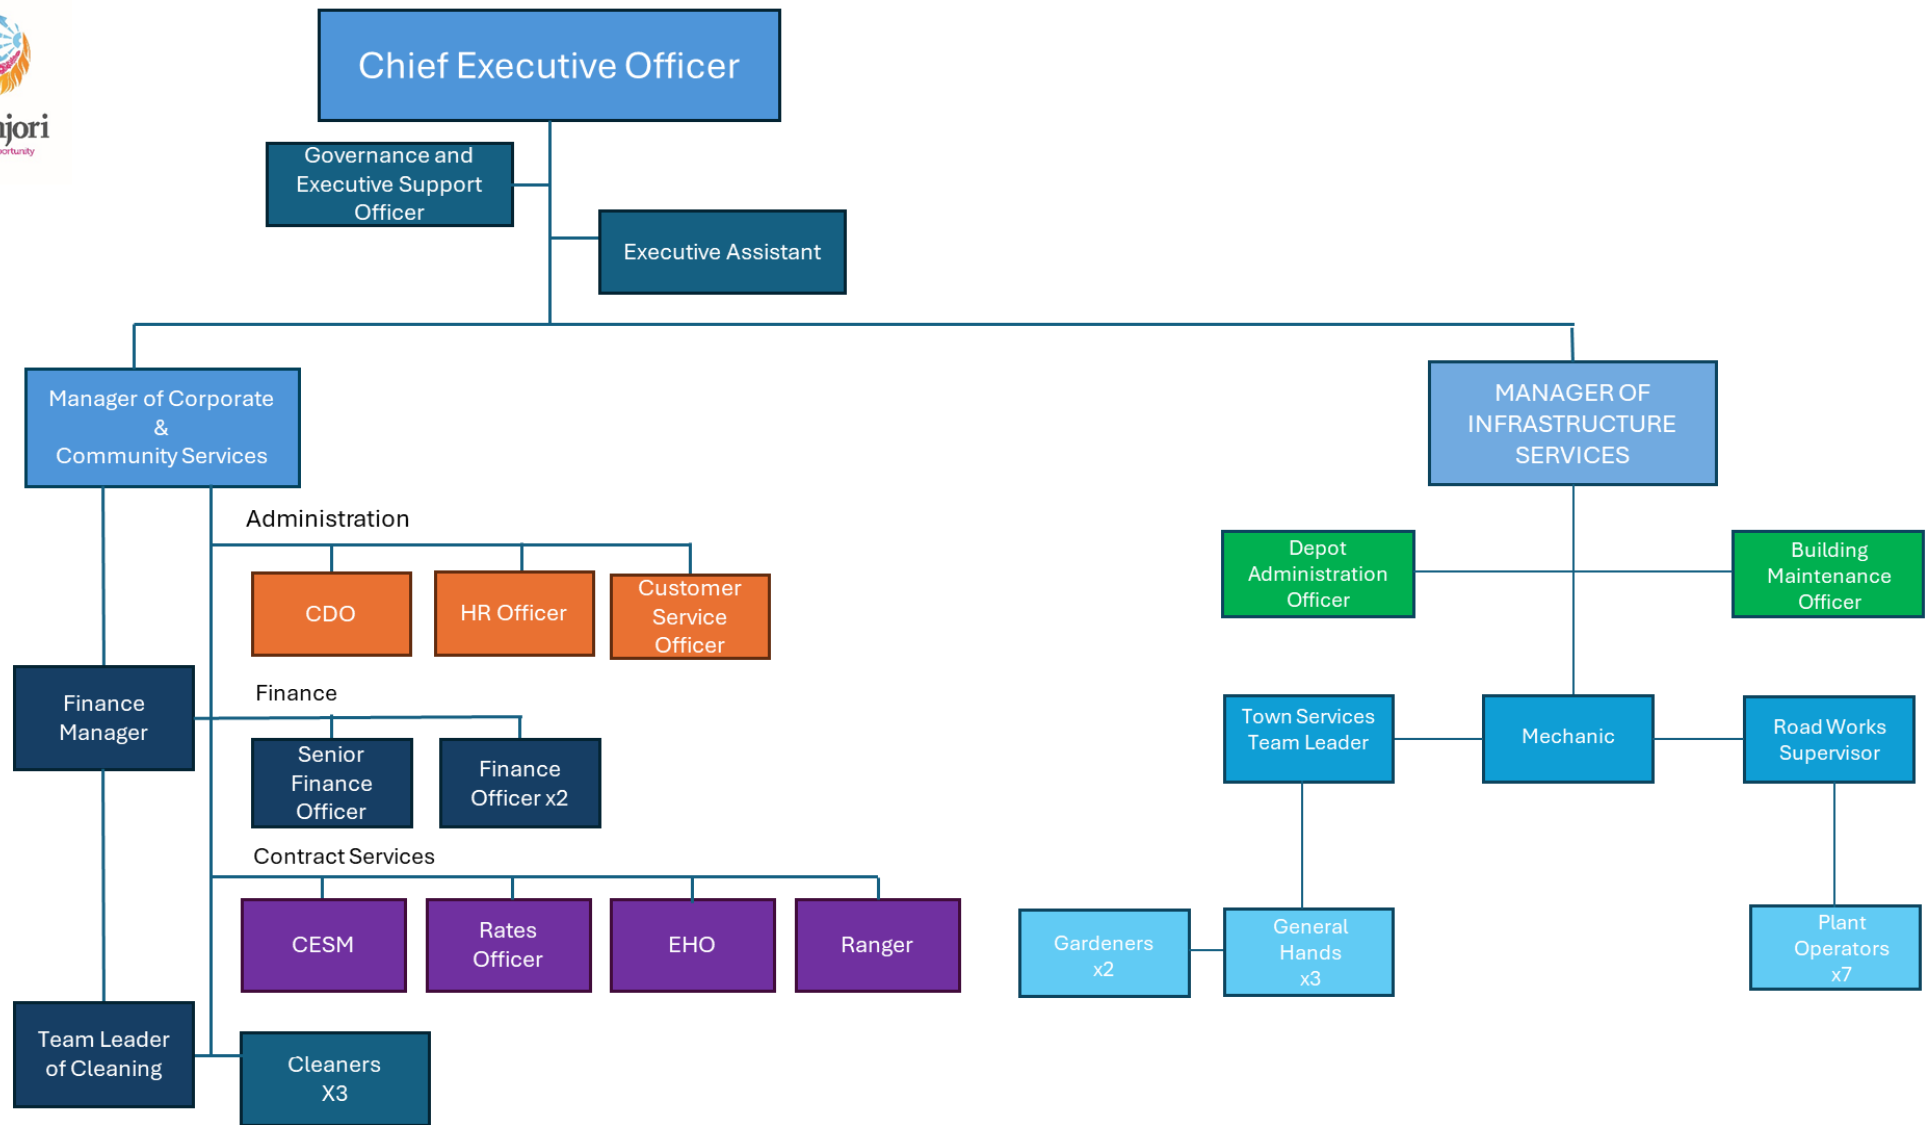 Chief Executive Officer
Governance and
Executive Support
Officer
Executive Assistant
Manager of Corporate
&
Community Services
MANAGER OF
INFRASTRUCTURE
SERVICES
Administration
CDO
HR Officer
Customer
Service
Officer
Depot
Administration
Officer
Building
Maintenance
Officer
Finance
Manager
Finance
Senior
Finance
Officer
Finance
Officer x2
Town Services
Team Leader
Mechanic
Road Works
Supervisor
Contract Services
CESM
Rates
Officer
EHO
Ranger
Gardeners
x2
General
Hands
x3
Plant
Operators
x7
Team Leader
of Cleaning
Cleaners
X3